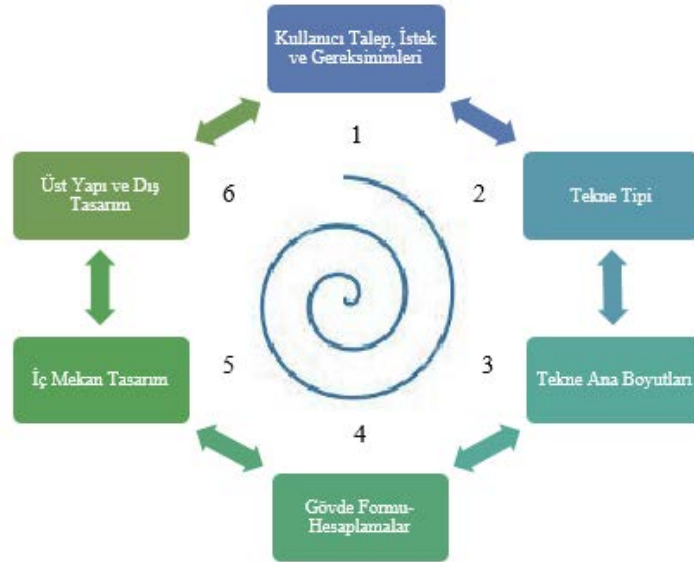 Kullanıcı Talep, İstek
ve Gereksinimleri
1
2
Tekne Tipi
3
Tekne Ana Boyutları
4
Gövde Formu-
Hesaplamalar
5
İç Mekan Tasarım
6
Üst Yapı ve Dış
Tasarım